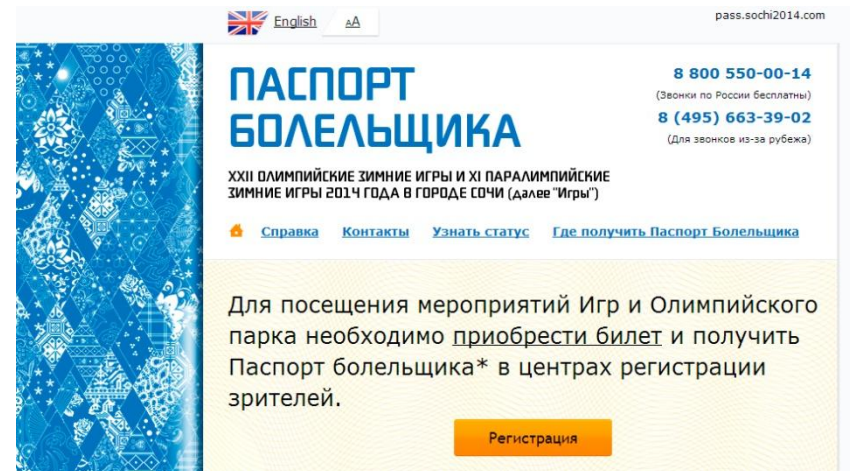 English
AA
pass.sochi2014.com
ПАСПОРТ
БОЛЕЛЬЩИКА
8 800 550-00-14
(Звонки по России бесплатны)
8 (495) 663-39-02
(Для звонков из-за рубежа)
XXII ОЛИМПИЙСКИЕ ЗИМНИЕ ИГРЫ И XI ПАРАЛИМПИЙСКИЕ
ЗИМНИЕ ИГРЫ 2014 ГОДА В ГОРОДЕ СОЧИ (далее "Игры")
Справка Контакты Узнать статус Где получить Паспорт Болельщика
Для посещения мероприятий Игр и Олимпийского
парка необходимо приобрести билет и получить
Паспорт болельщика* в центрах регистрации
зрителей.
Регистрация